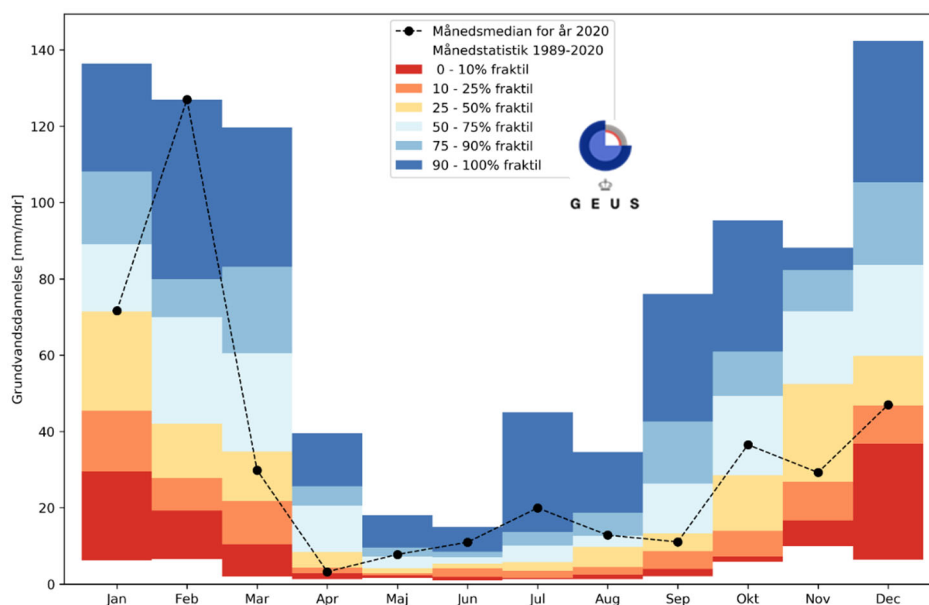 Månedsmedian for år 2020
Månedstatistik 1989-2020
0 - 10% fraktil
10 - 25% fraktil
25 - 50% fraktil
50 - 75% fraktil
75 - 90% fraktil
90 - 100% fraktil
G E U S
Grundvandsdannelse [mm/mdr]
140
120
100
80
60
40
20
0
Jan Feb Mar Apr Maj Jun Jul Aug Sep Okt Nov Dec